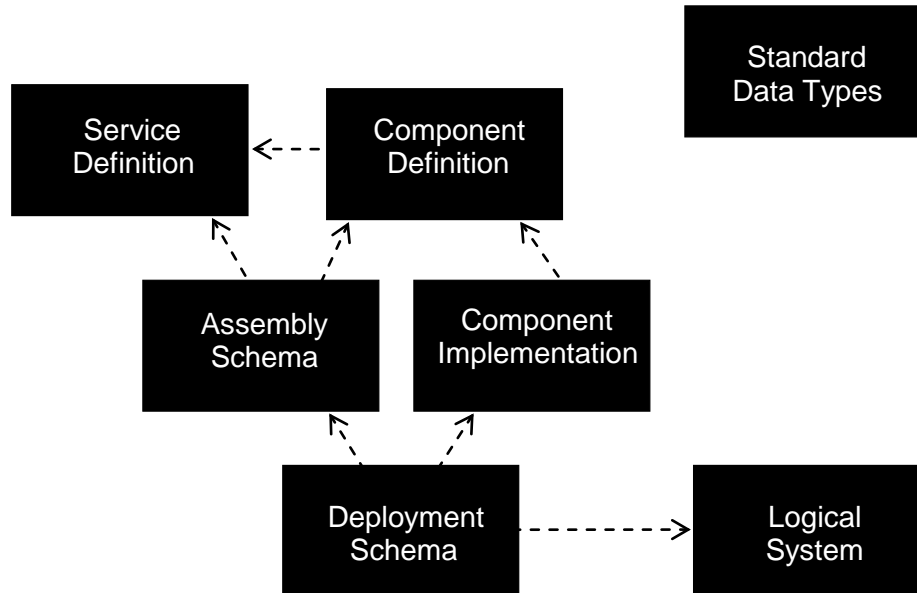 Standard
Data Types
Service
Definition
Component
Definition
Assembly
Schema
Component
Implementation
Deployment
Schema
Logical
System